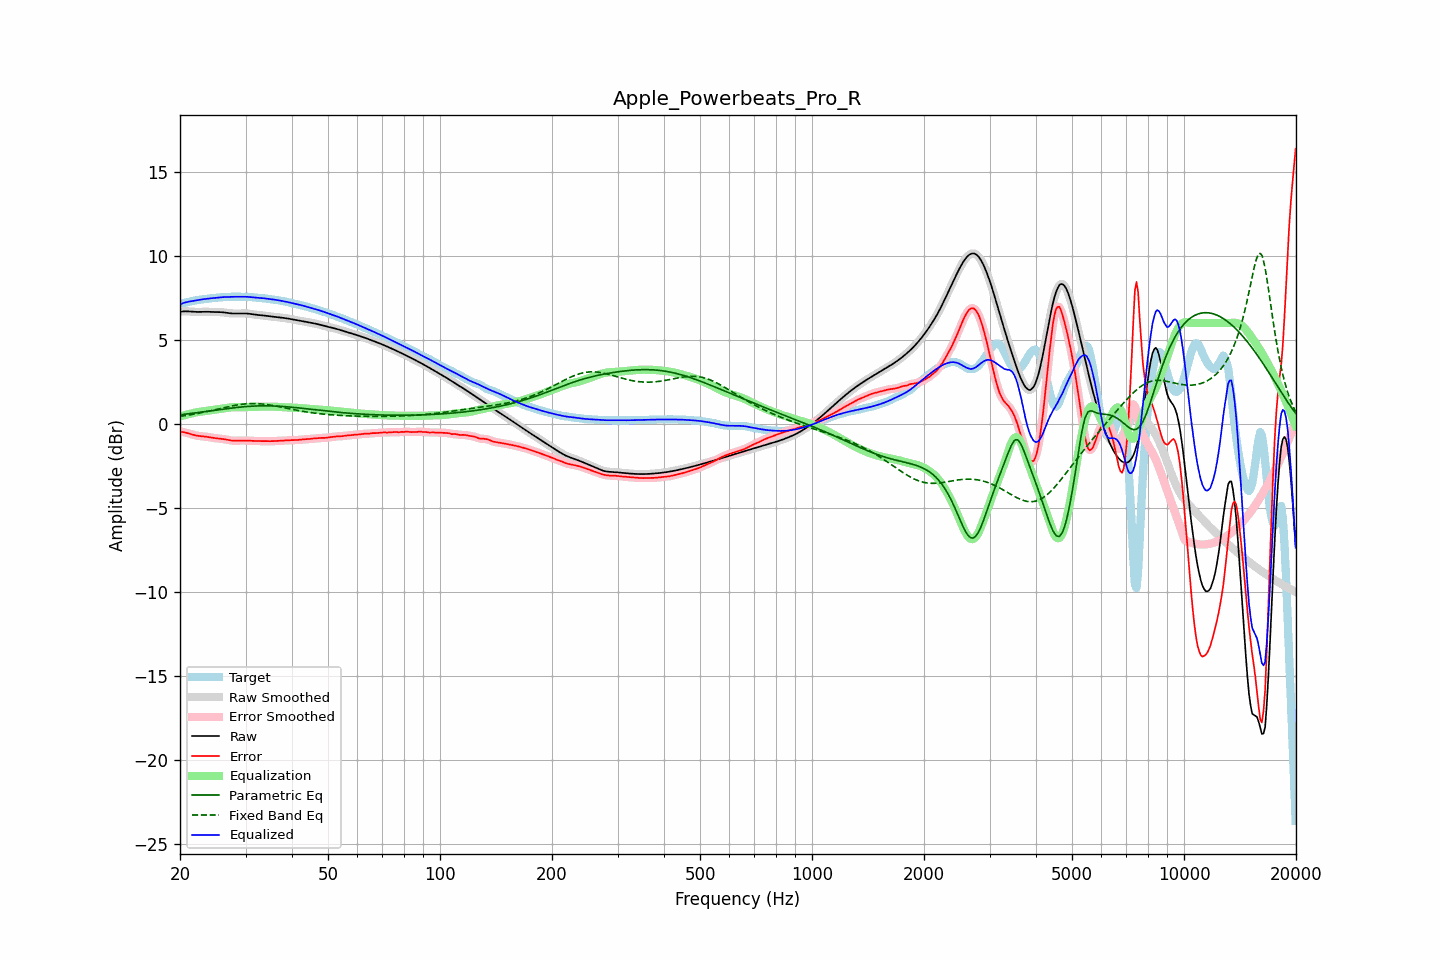 Apple_Powerbeats_Pro_R
Amplitude (dBr)
15
10
5
0
−5
−10
−15
−20
−25
Target
Raw Smoothed
Error Smoothed
Raw
Error
Equalization
Parametric Eq
Fixed Band Eq
Equalized
20 50 100 200 500 1000 2000 5000 10000 20000
Frequency (Hz)